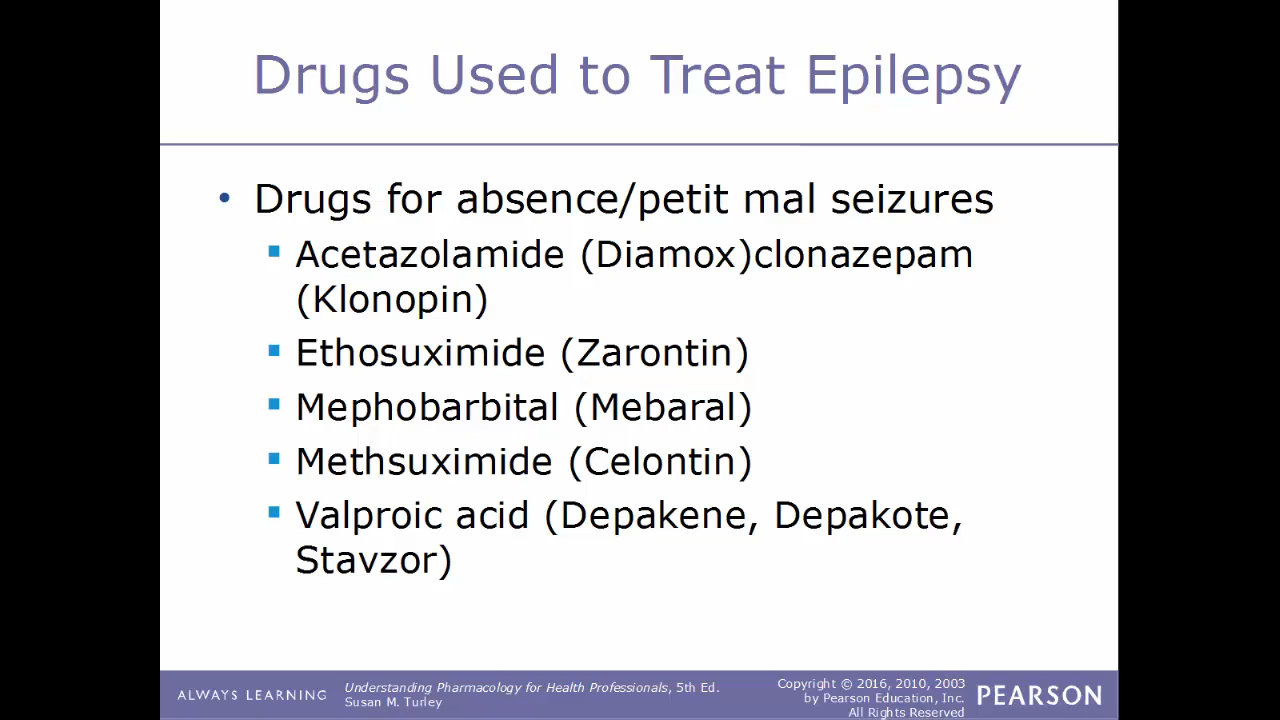 Drugs Used to Treat Epilepsy
• Drugs for absence/petit mal seizures
▪ Acetazolamide (Diamox)clonazepam
(Klonopin)
▪ Ethosuximide (Zarontin)
▪ Mephobarbital (Mebaral)
▪ Methsuximide (Celontin)
▪ Valproic acid (Depakene, Depakote,
Stavzor)
ALWAYS LEARNING
Understanding Pharmacology for Health Professionals, 5th Ed.
Susan M. Turley
Copyright © 2016, 2010, 2003
by Pearson Education, Inc.
All Rights Reserved
PEARSON